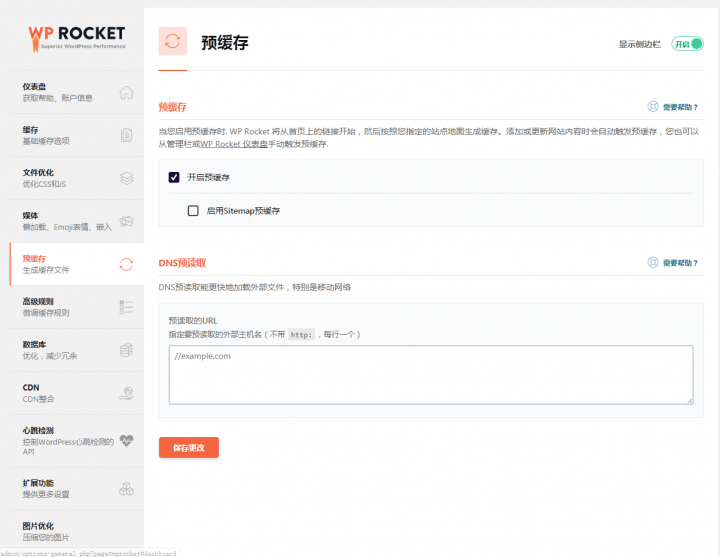 WP ROCKET
Superior WordPress Performance
预缓存
显示侧边栏
开启
仪表盘
获取帮助、账户信息
缓存
基础缓存选项
文件优化
优化CSS和JS
媒体
懒加载、Emoji表情、嵌入
预缓存
生成缓存文件
高级规则
微调缓存规则
数据库
优化，减少冗余
CDN
CDN整合
心跳检测
控制WordPress心跳检测的
API
扩展功能
提供更多设置
图片优化
压缩您的图片
预缓存
需要帮助？
当您启用预缓存时, WP Rocket 将从首页上的链接开始，然后按照您指定的站点地图生成缓存。添加或更新网站内容时会自动触发预缓存，您也可以
从管理栏或WP Rocket 仪表盘手动触发预缓存.
开启预缓存
启用Sitemap预缓存
DNS预读取
需要帮助？
DNS预读取能更快地加载外部文件，特别是移动网络
预读取的URL
指定要预读取的外部主机名（不带 http: ，每行一个）
//example.com
保存更改
admin/options-general.php?page=wprocket#dashboard